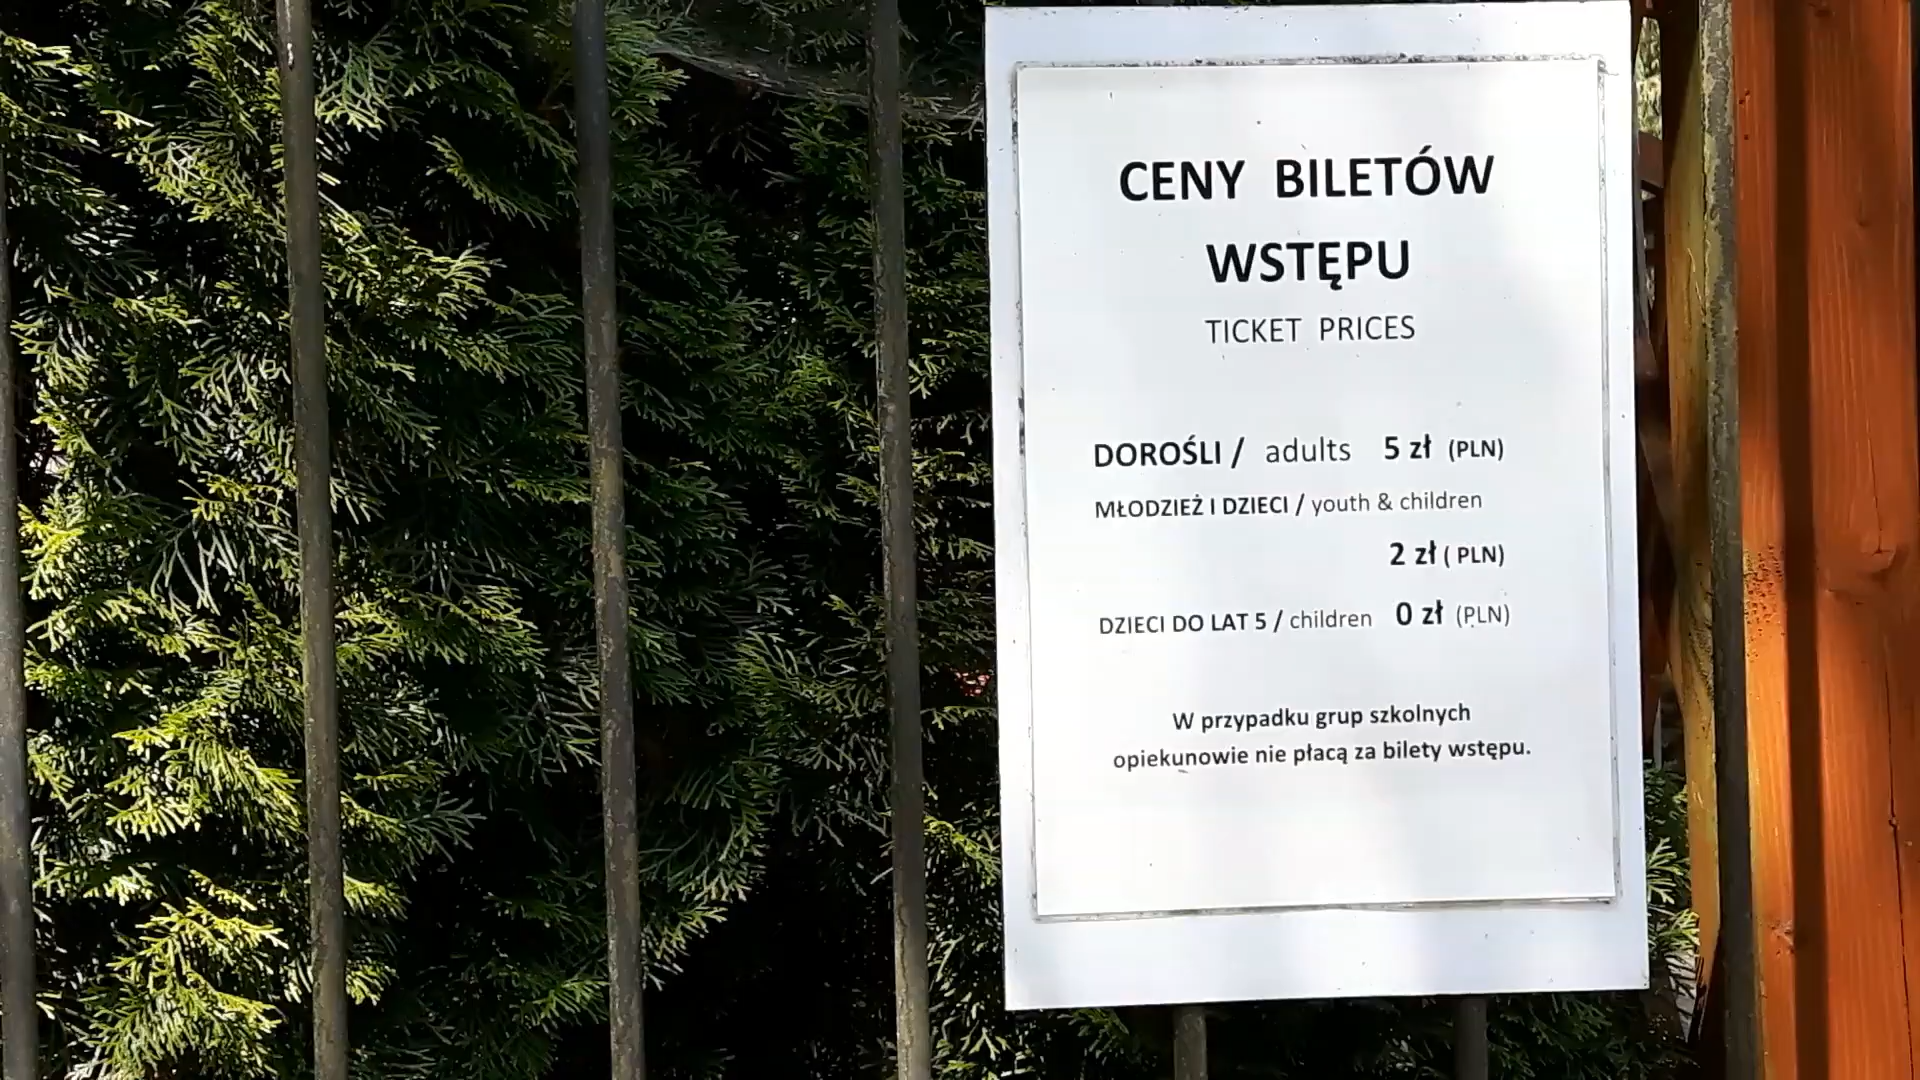 CENY BILETÓW
WSTĘPU
TICKET PRICES
DOROŚLI / adults 5 zł (PLN)
MŁODZIEŻ I DZIECI / youth & children
2 zł ( PLN)
DZIECI DO LAT 5 / children 0 zł (PLN)
W przypadku grup szkolnych
opiekunowie nie płacą za bilety wstępu.